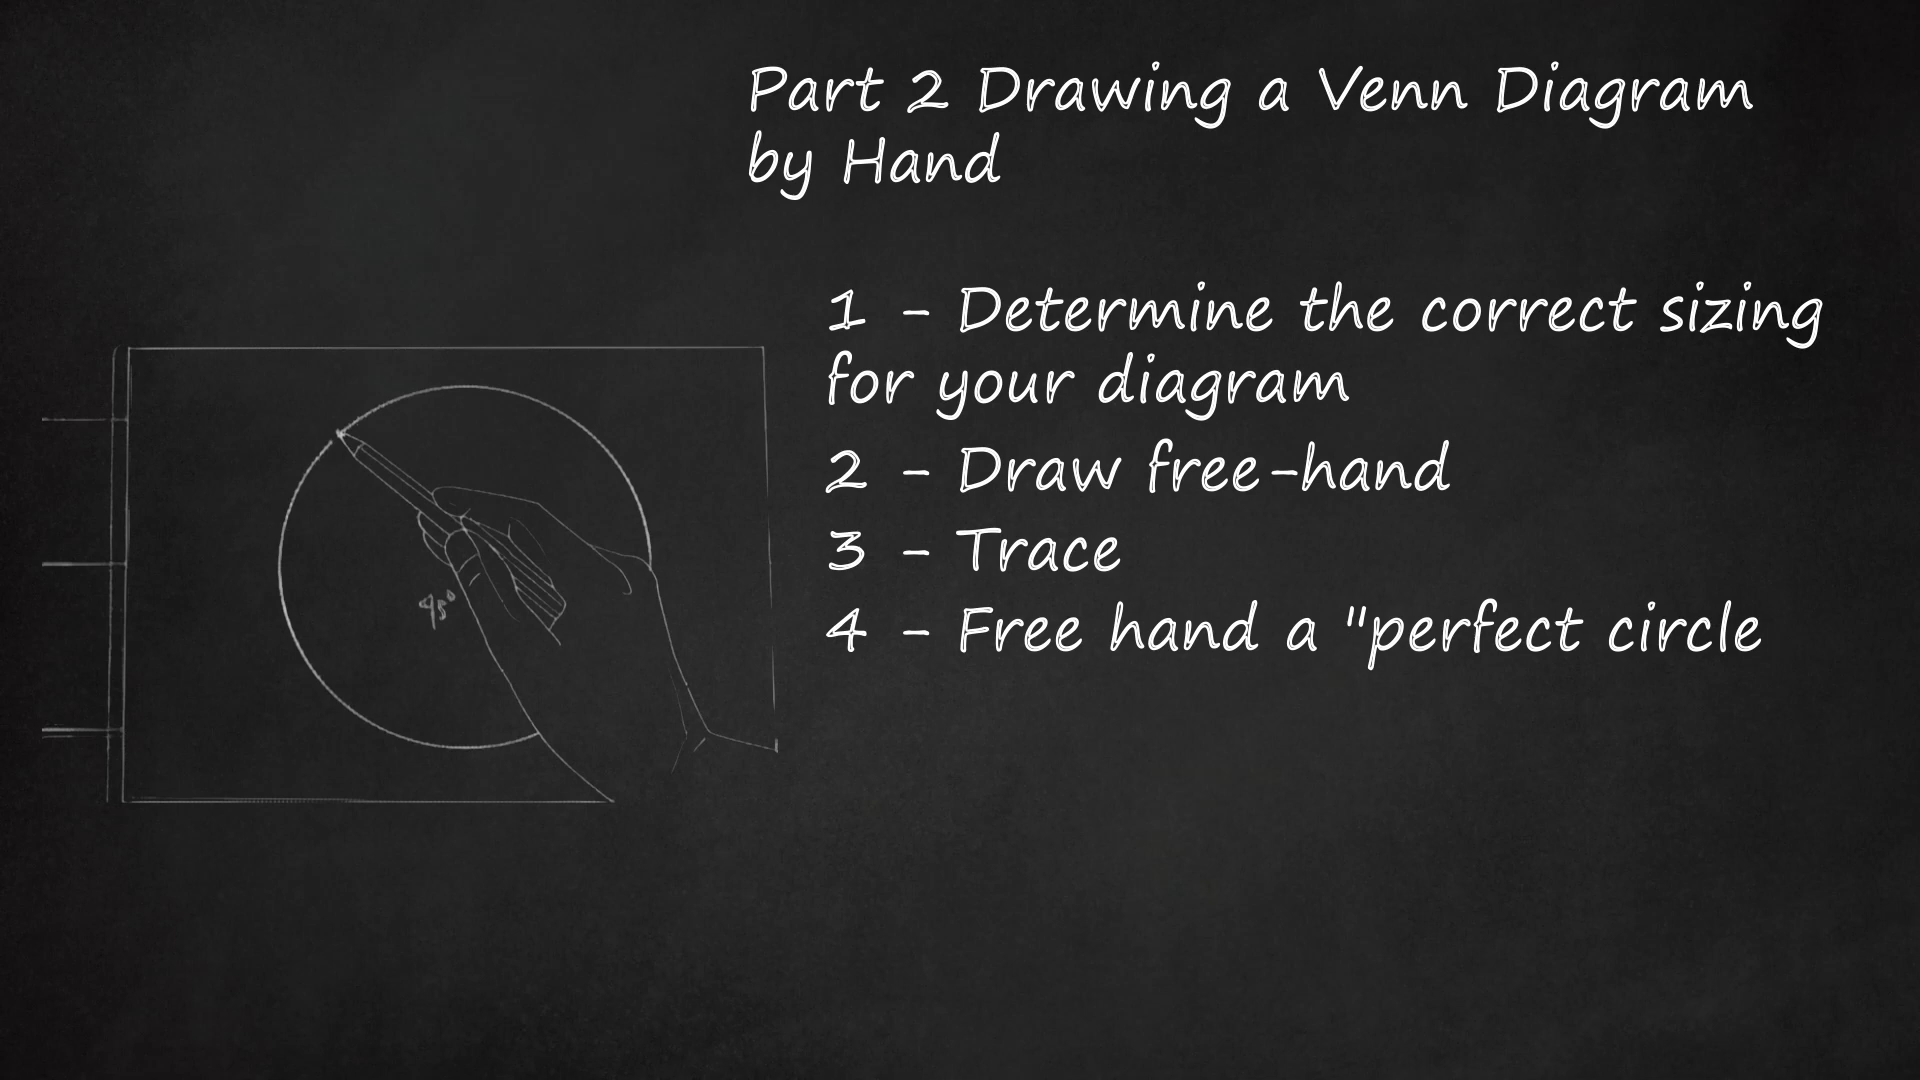 Part 2 Drawing a Venn Diagram
by Hand
1 - Determine the correct sizing
for your diagram
2 - Draw free-hand
3 - Trace
4 - Free hand a "perfect circle
45°